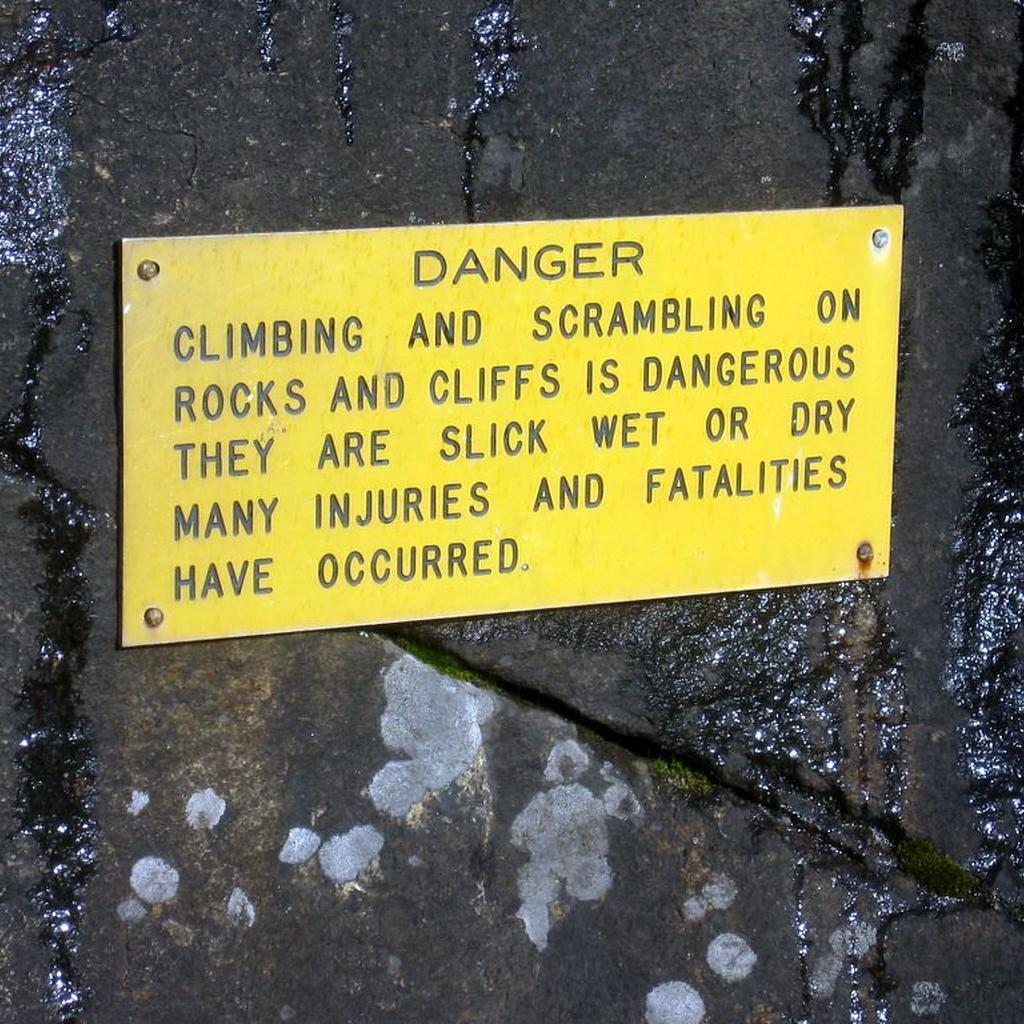 DANGER
CLIMBING AND SCRAMBLING ON
ROCKS AND CLIFFS IS DANGEROUS
THEY ARE SLICK WET OR DRY
MANY INJURIES AND FATALITIES
HAVE OCCURRED.